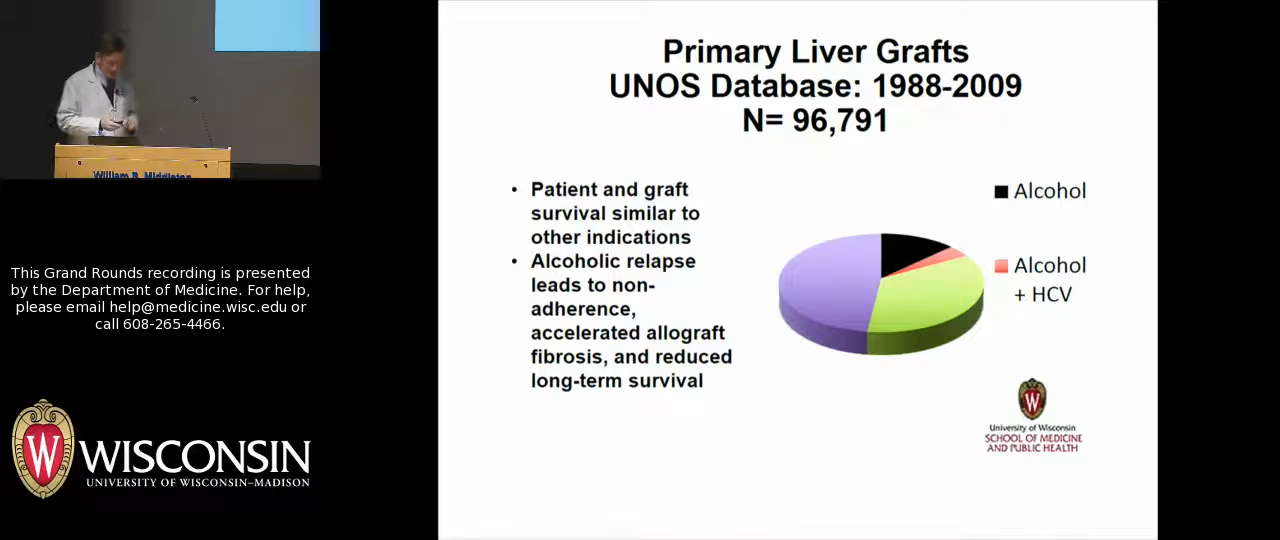 Primary Liver Grafts
UNOS Database: 1988-2009
N= 96,791
• Patient and graft
survival similar to
other indications
• Alcoholic relapse
leads to non-
adherence,
accelerated allograft
fibrosis, and reduced
long-term survival
Alcohol
Alcohol
+ HCV
W
University of Wisconsin
SCHOOL OF MEDICINE
AND PUBLIC HEALTH
William S. Middleton
This Grand Rounds recording is presented
by the Department of Medicine. For help,
please email help@medicine.wisc.edu or
call 608-265-4466.
W
WISCONSIN
UNIVERSITY OF WISCONSIN–MADISON